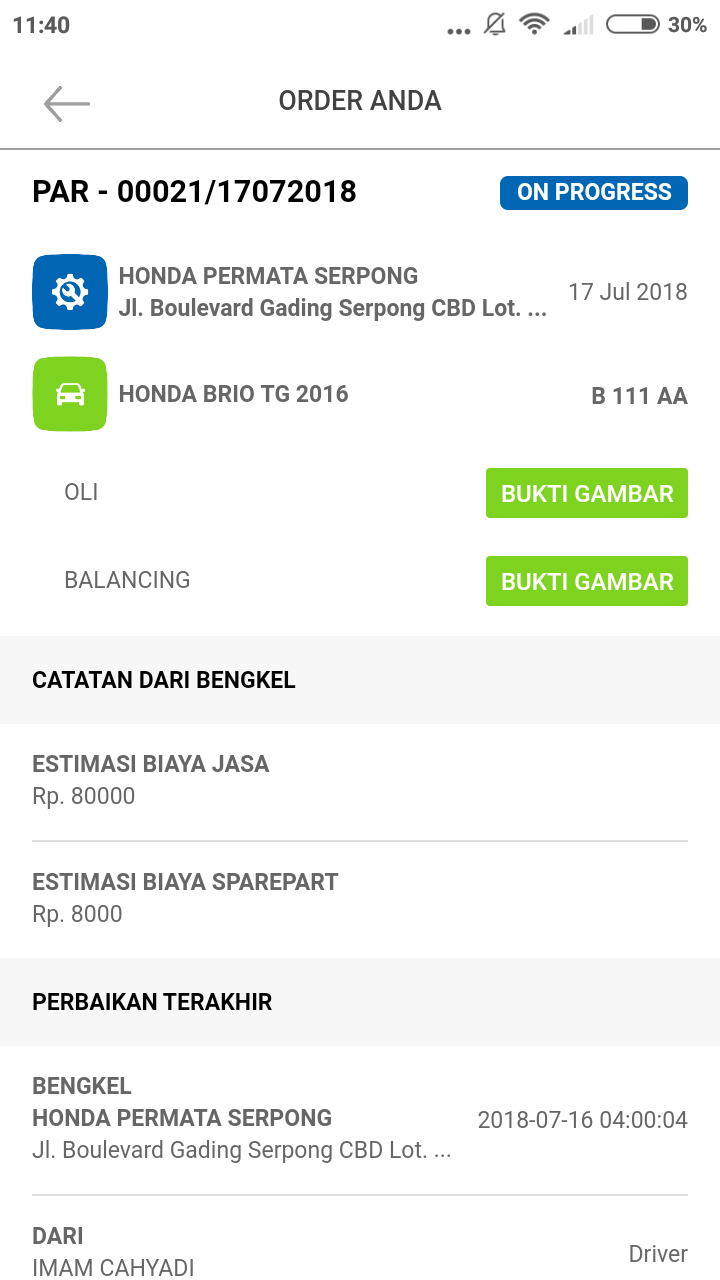 11:40
30%
ORDER ANDA
PAR - 00021/17072018
ON PROGRESS
HONDA PERMATA SERPONG
Jl. Boulevard Gading Serpong CBD Lot. ...
17 Jul 2018
HONDA BRIO TG 2016
B 111 AA
OLI
BUKTI GAMBAR
BALANCING
BUKTI GAMBAR
CATATAN DARI BENGKEL
ESTIMASI BIAYA JASA
Rp. 80000
ESTIMASI BIAYA SPAREPART
Rp. 8000
PERBAIKAN TERAKHIR
BENGKEL
HONDA PERMATA SERPONG
2018-07-16 04:00:04
Jl. Boulevard Gading Serpong CBD Lot. ...
DARI
Driver
IMAM CAHYADI